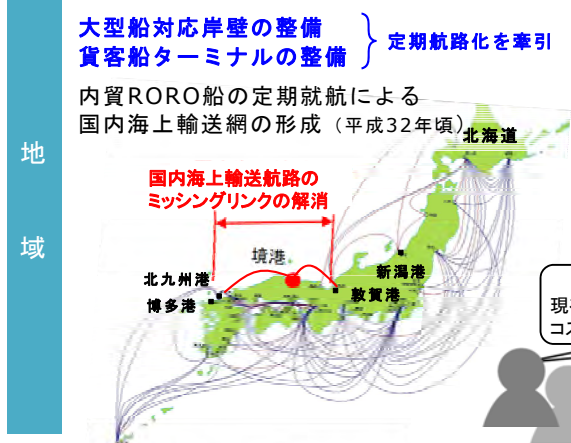 大型船対応岸壁の整備
貨客船ターミナルの整備
定期航路化を牽引
内貿RORO船の定期就航による
国内海上輸送網の形成（平成32年頃）
地
域
北海道
国内海上輸送航路の
ミッシングリンクの解消
境港
新潟港
北九州港
敦賀港
博多港
現
コス